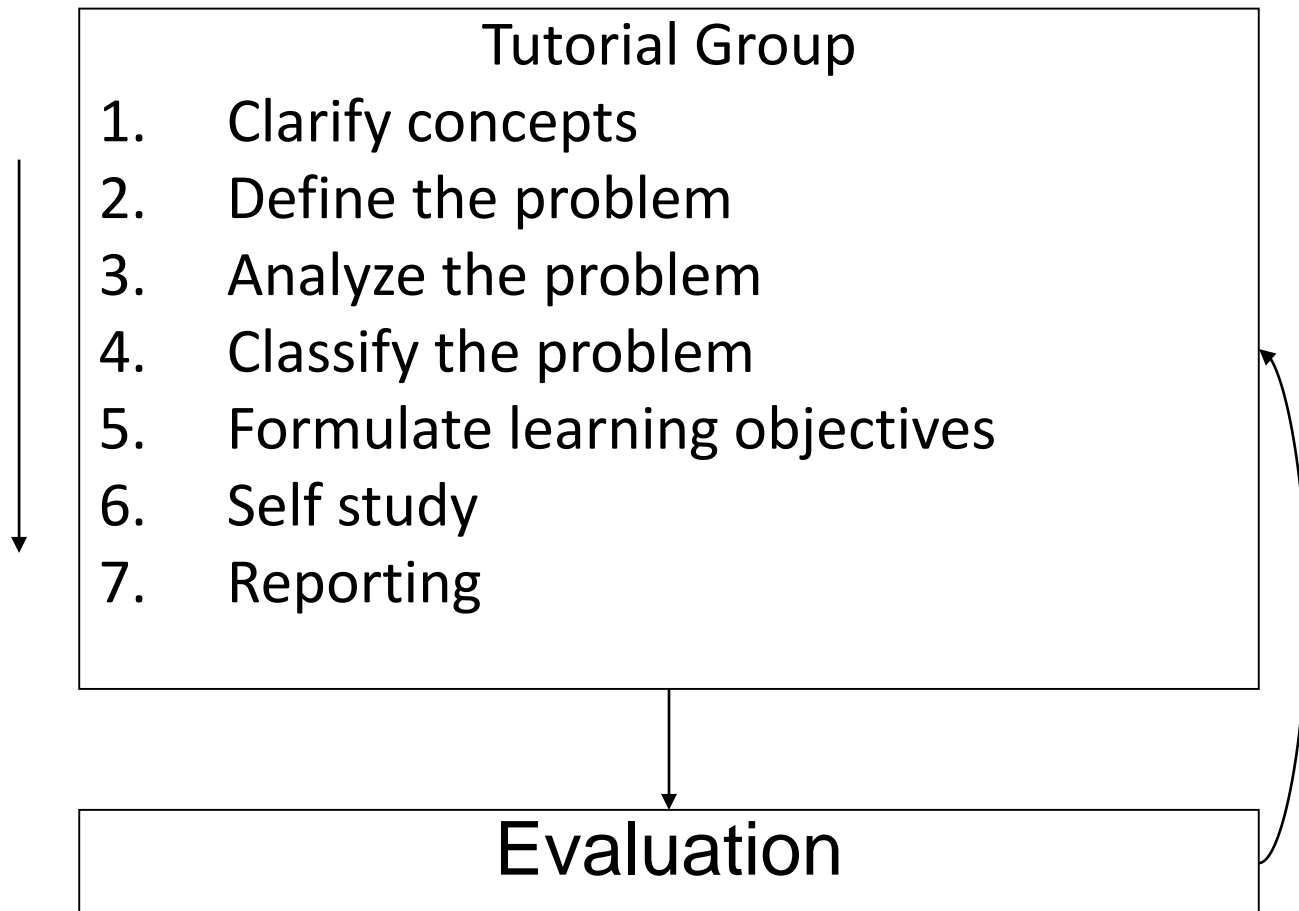 Tutorial Group
1. Clarify concepts
2. Define the problem
3. Analyze the problem
4. Classify the problem
5. Formulate learning objectives
6. Self study
7. Reporting
Evaluation